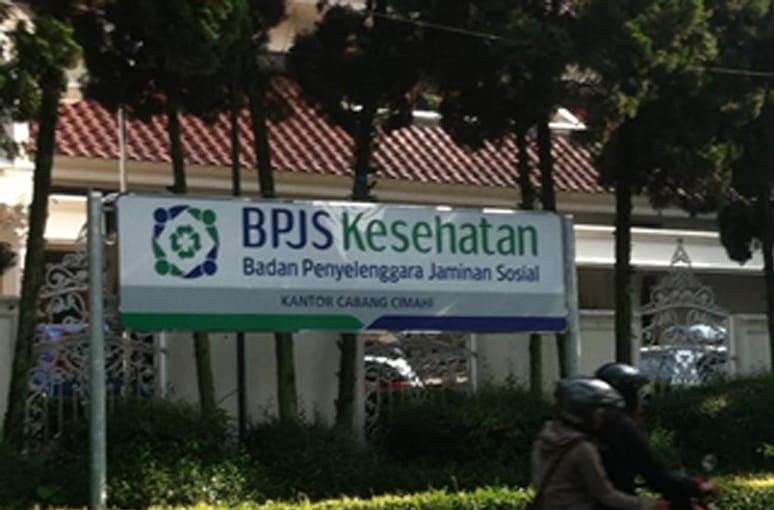 BPJS Kesehatan
Badan Penyelenggara Jaminan Sosial
KANTOR CABANG CIMAHI